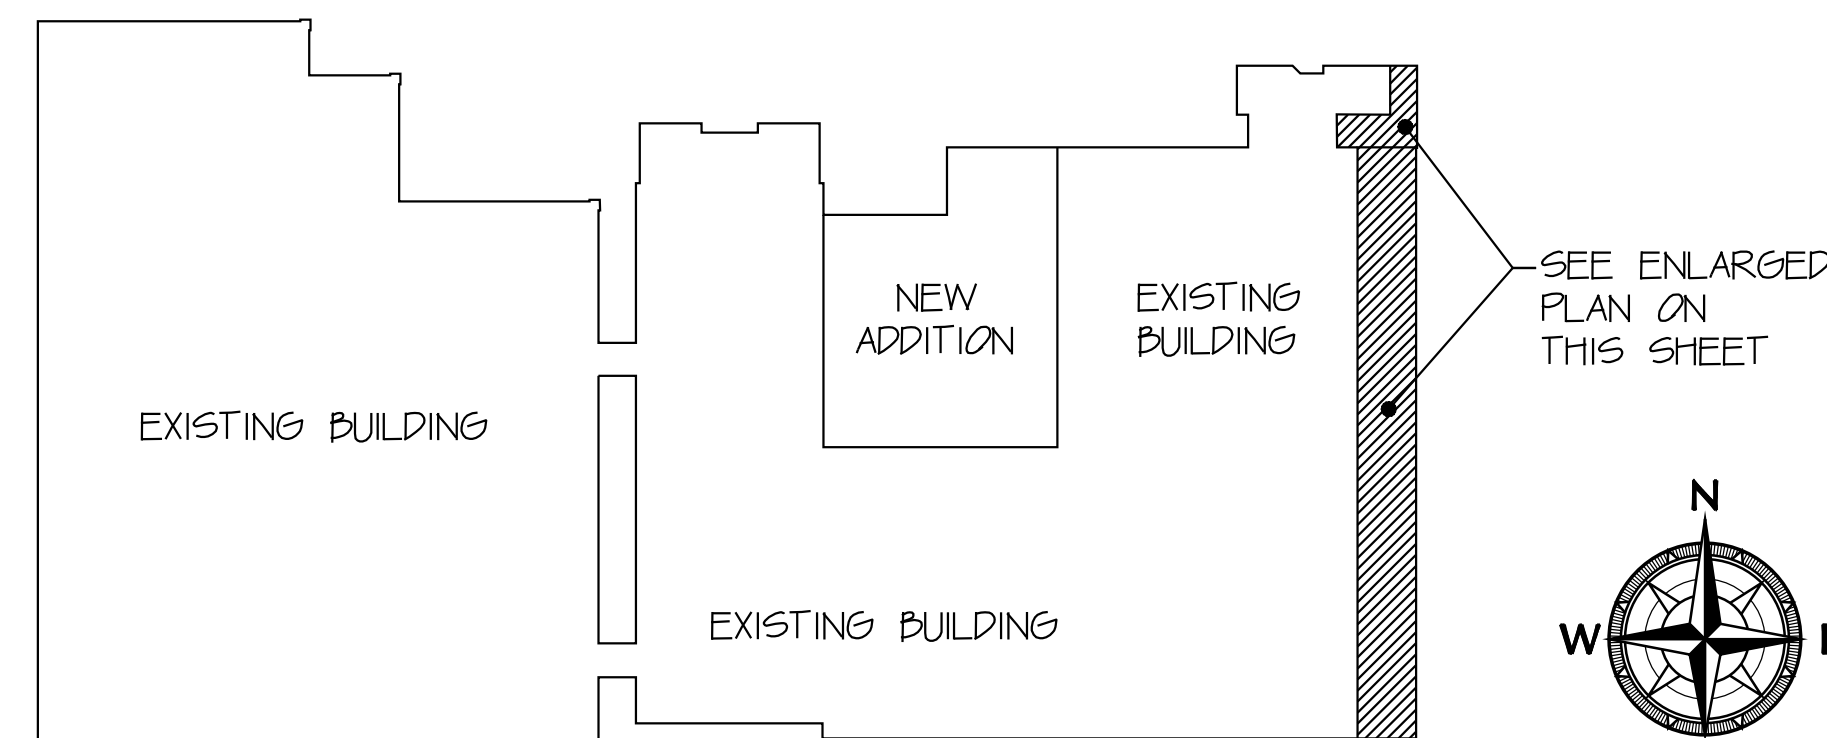 NEW
ADDITION
EXISTING
BUILDING
SEE ENLARGED
PLAN ON
THIS SHEET
EXISTING BUILDING
EXISTING BUILDING
N
W